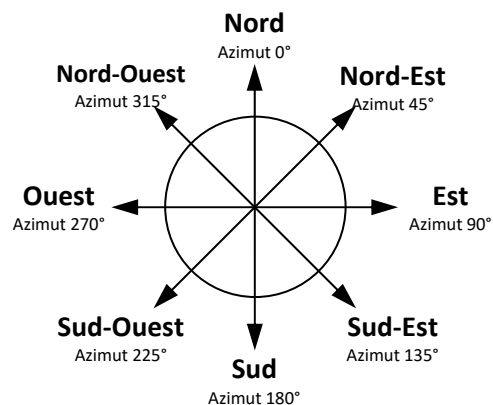 Nord
Azimut 0°
Nord-Ouest
Azimut 315°
Nord-Est
Azimut 45°
Ouest
Azimut 270°
Est
Azimut 90°
Sud-Ouest
Azimut 225°
Sud-Est
Azimut 135°
Sud
Azimut 180°